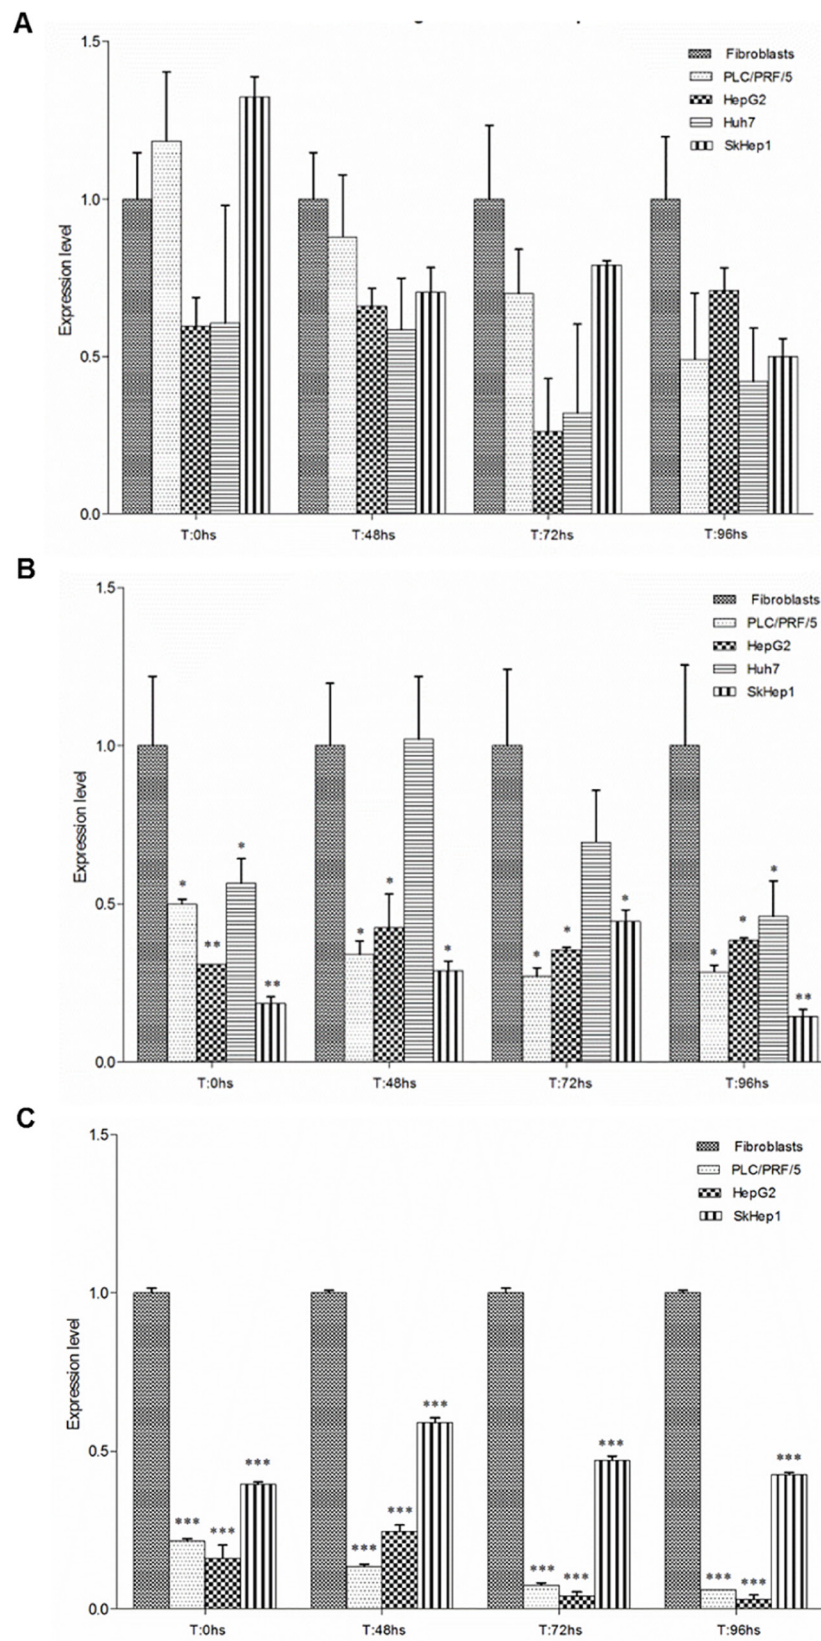 A
1.5
Fibroblasts
PLC/PRF/5
HepG2
Huh7
SkHep1
1.0
Expression level
0.5
0.0
T:0hs T:48hs T:72hs T:96hs
B
1.5
Fibroblasts
PLC/PRF/5
HepG2
Huh7
SkHep1
1.0
Expression level
* * * * * * * * *
** **
0.5
* * * **
0.0
T:0hs T:48hs T:72hs T:96hs
C
1.5
Fibroblasts
PLC/PRF/5
HepG2
SkHep1
1.0
Expression level
*** *** *** ***
0.5
*** *** *** *** *** *** *** ***
0.0
T:0hs T:48hs T:72hs T:96hs